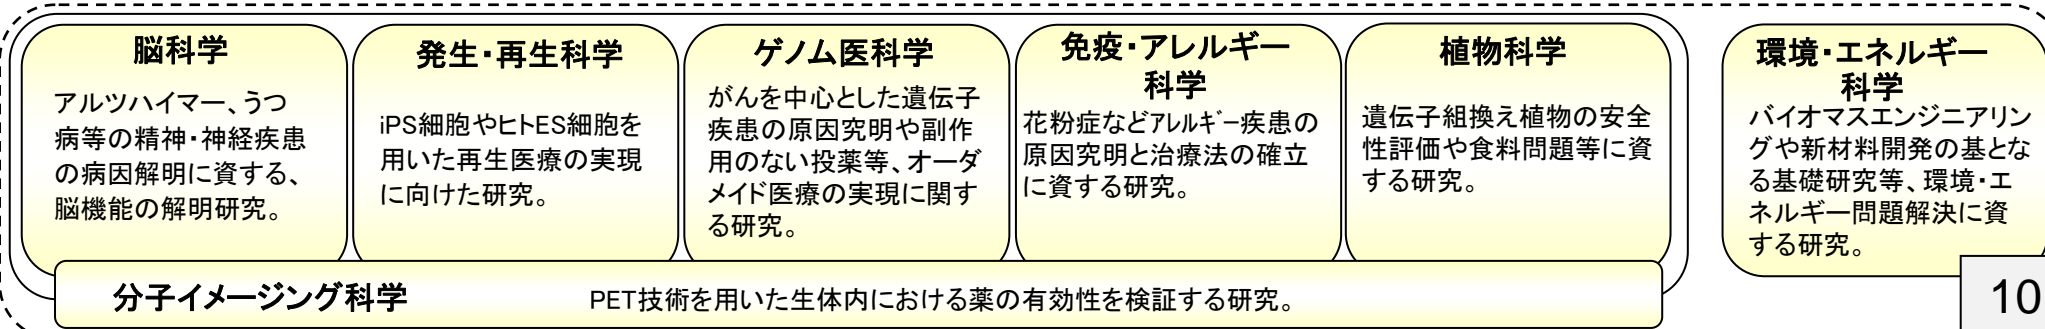 脳科学
アルツハイマー、うつ
病等の精神・神経疾患
の病因解明に資する、
脳機能の解明研究。
発生・再生科学
iPS細胞やヒトES細胞を
用いた再生医療の実現
に向けた研究。
ゲノム医科学
がんを中心とした遺伝子
疾患の原因究明や副作
用のない投薬等、オーダ
メイド医療の実現に関す
る研究。
免疫・アレルギー
科学
花粉症などｱﾚﾙｷﾞｰ疾患の
原因究明と治療法の確立
に資する研究。
植物科学
遺伝子組換え植物の安全
性評価や食料問題等に資
する研究。
環境・エネルギー
科学
バイオマスエンジニアリン
グや新材料開発の基とな
る基礎研究等、環境・エ
ネルギー問題解決に資
する研究。
分子イメージング科学
PET技術を用いた生体内における薬の有効性を検証する研究。
10